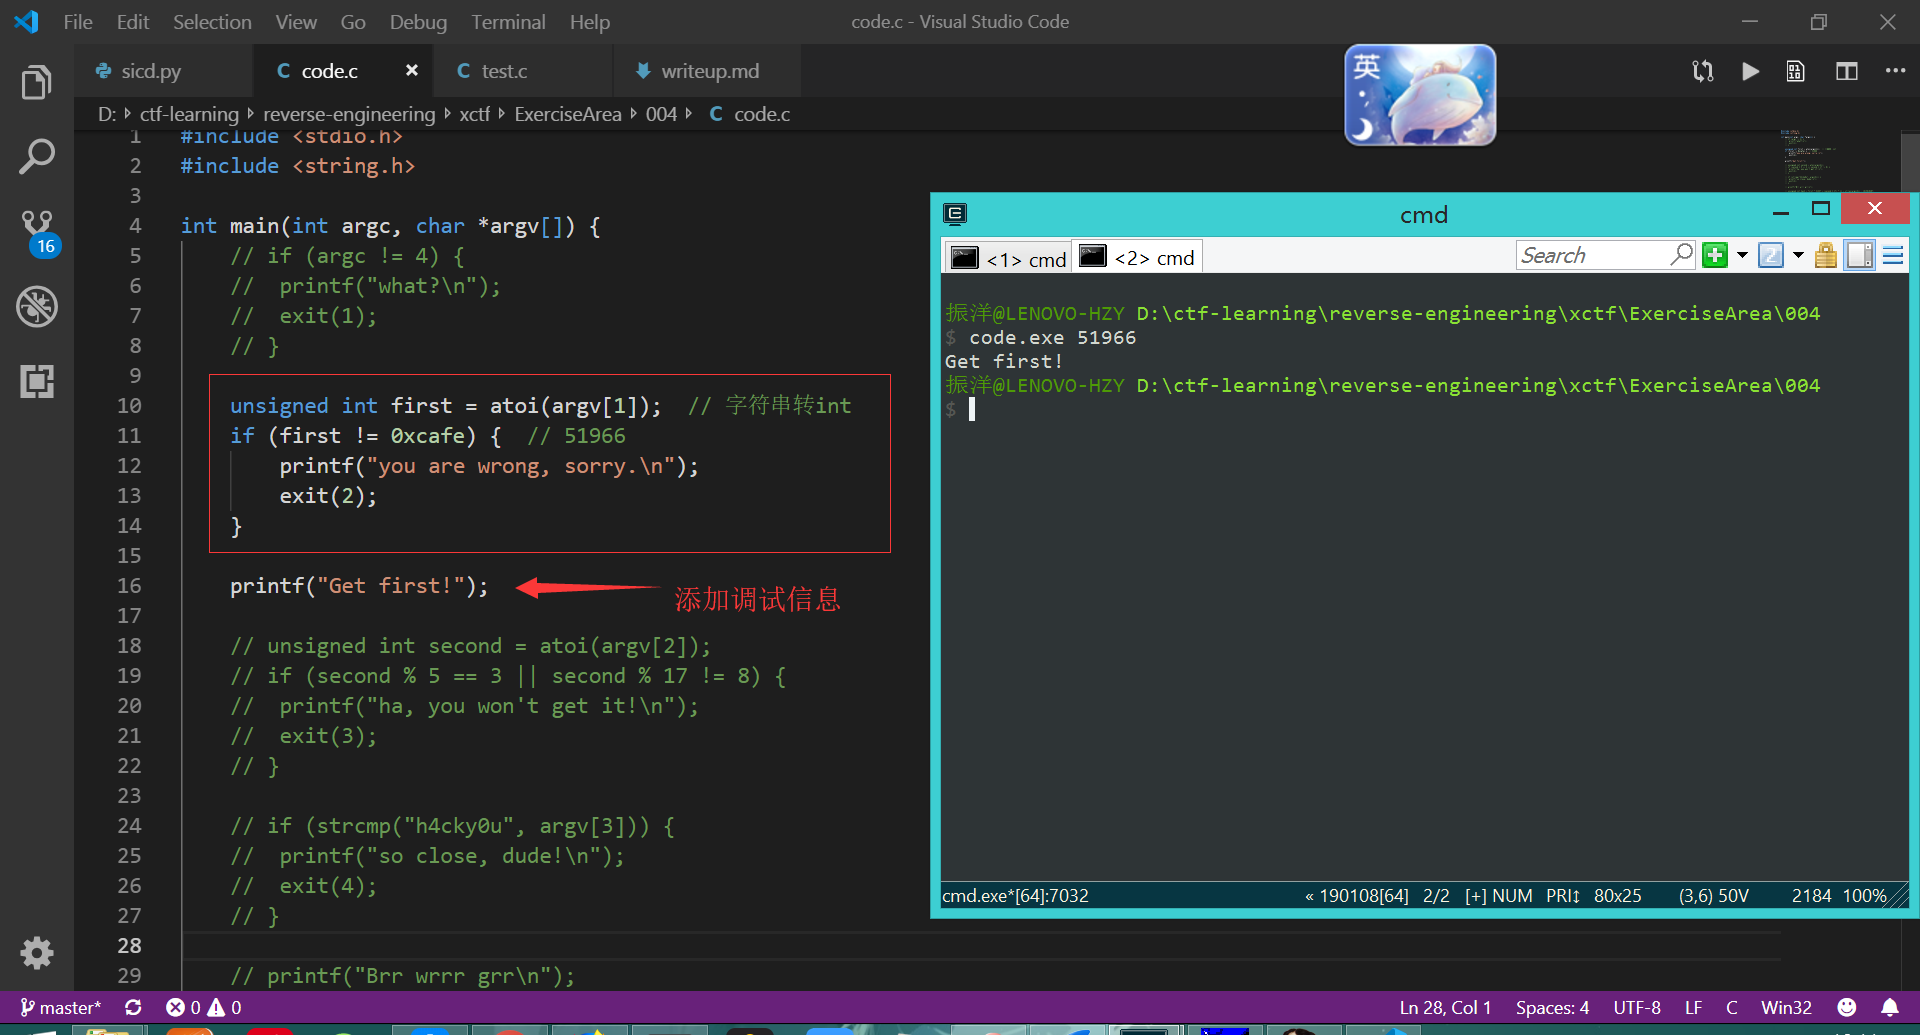 File Edit Selection View Go Debug Terminal Help code.c - Visual Studio Code
sicd.py code.c test.c writeup.md
英
D: ctf-learning reverse-engineering xctf ExerciseArea 004 code.c
1 #include <stdio.h>
2 #include <string.h>
3
4 int main(int argc, char *argv[]) {
5 // if (argc != 4) {
6 //  printf("what?\n");
7 //  exit(1);
8 // }
9
10 unsigned int first = atoi(argv[1]);  // 字符串转int
11 if (first != 0xcafe) {  // 51966
12 printf("you are wrong, sorry.\n");
13 exit(2);
14 }
15
16 printf("Get first!");
添加调试信息
17
18 // unsigned int second = atoi(argv[2]);
19 // if (second % 5 == 3 || second % 17 != 8) {
20 //  printf("ha, you won't get it!\n");
21 //  exit(3);
22 // }
23
24 // if (strcmp("h4cky0u", argv[3])) {
25 //  printf("so close, dude!\n");
26 //  exit(4);
27 // }
28
29 // printf("Brr wrrr grr\n");
16
cmd
<1> cmd <2> cmd Search 2
振洋@LENOVO-HZY D:\ctf-learning\reverse-engineering\xctf\ExerciseArea\004
$ code.exe 51966
Get first!
振洋@LENOVO-HZY D:\ctf-learning\reverse-engineering\xctf\ExerciseArea\004
$
cmd.exe*[64]:7032 « 190108[64] 2/2 [+] NUM PRI↕ 80x25 (3,6) 50V 2184 100%
master* 0 0 Ln 28, Col 1 Spaces: 4 UTF-8 LF C Win32